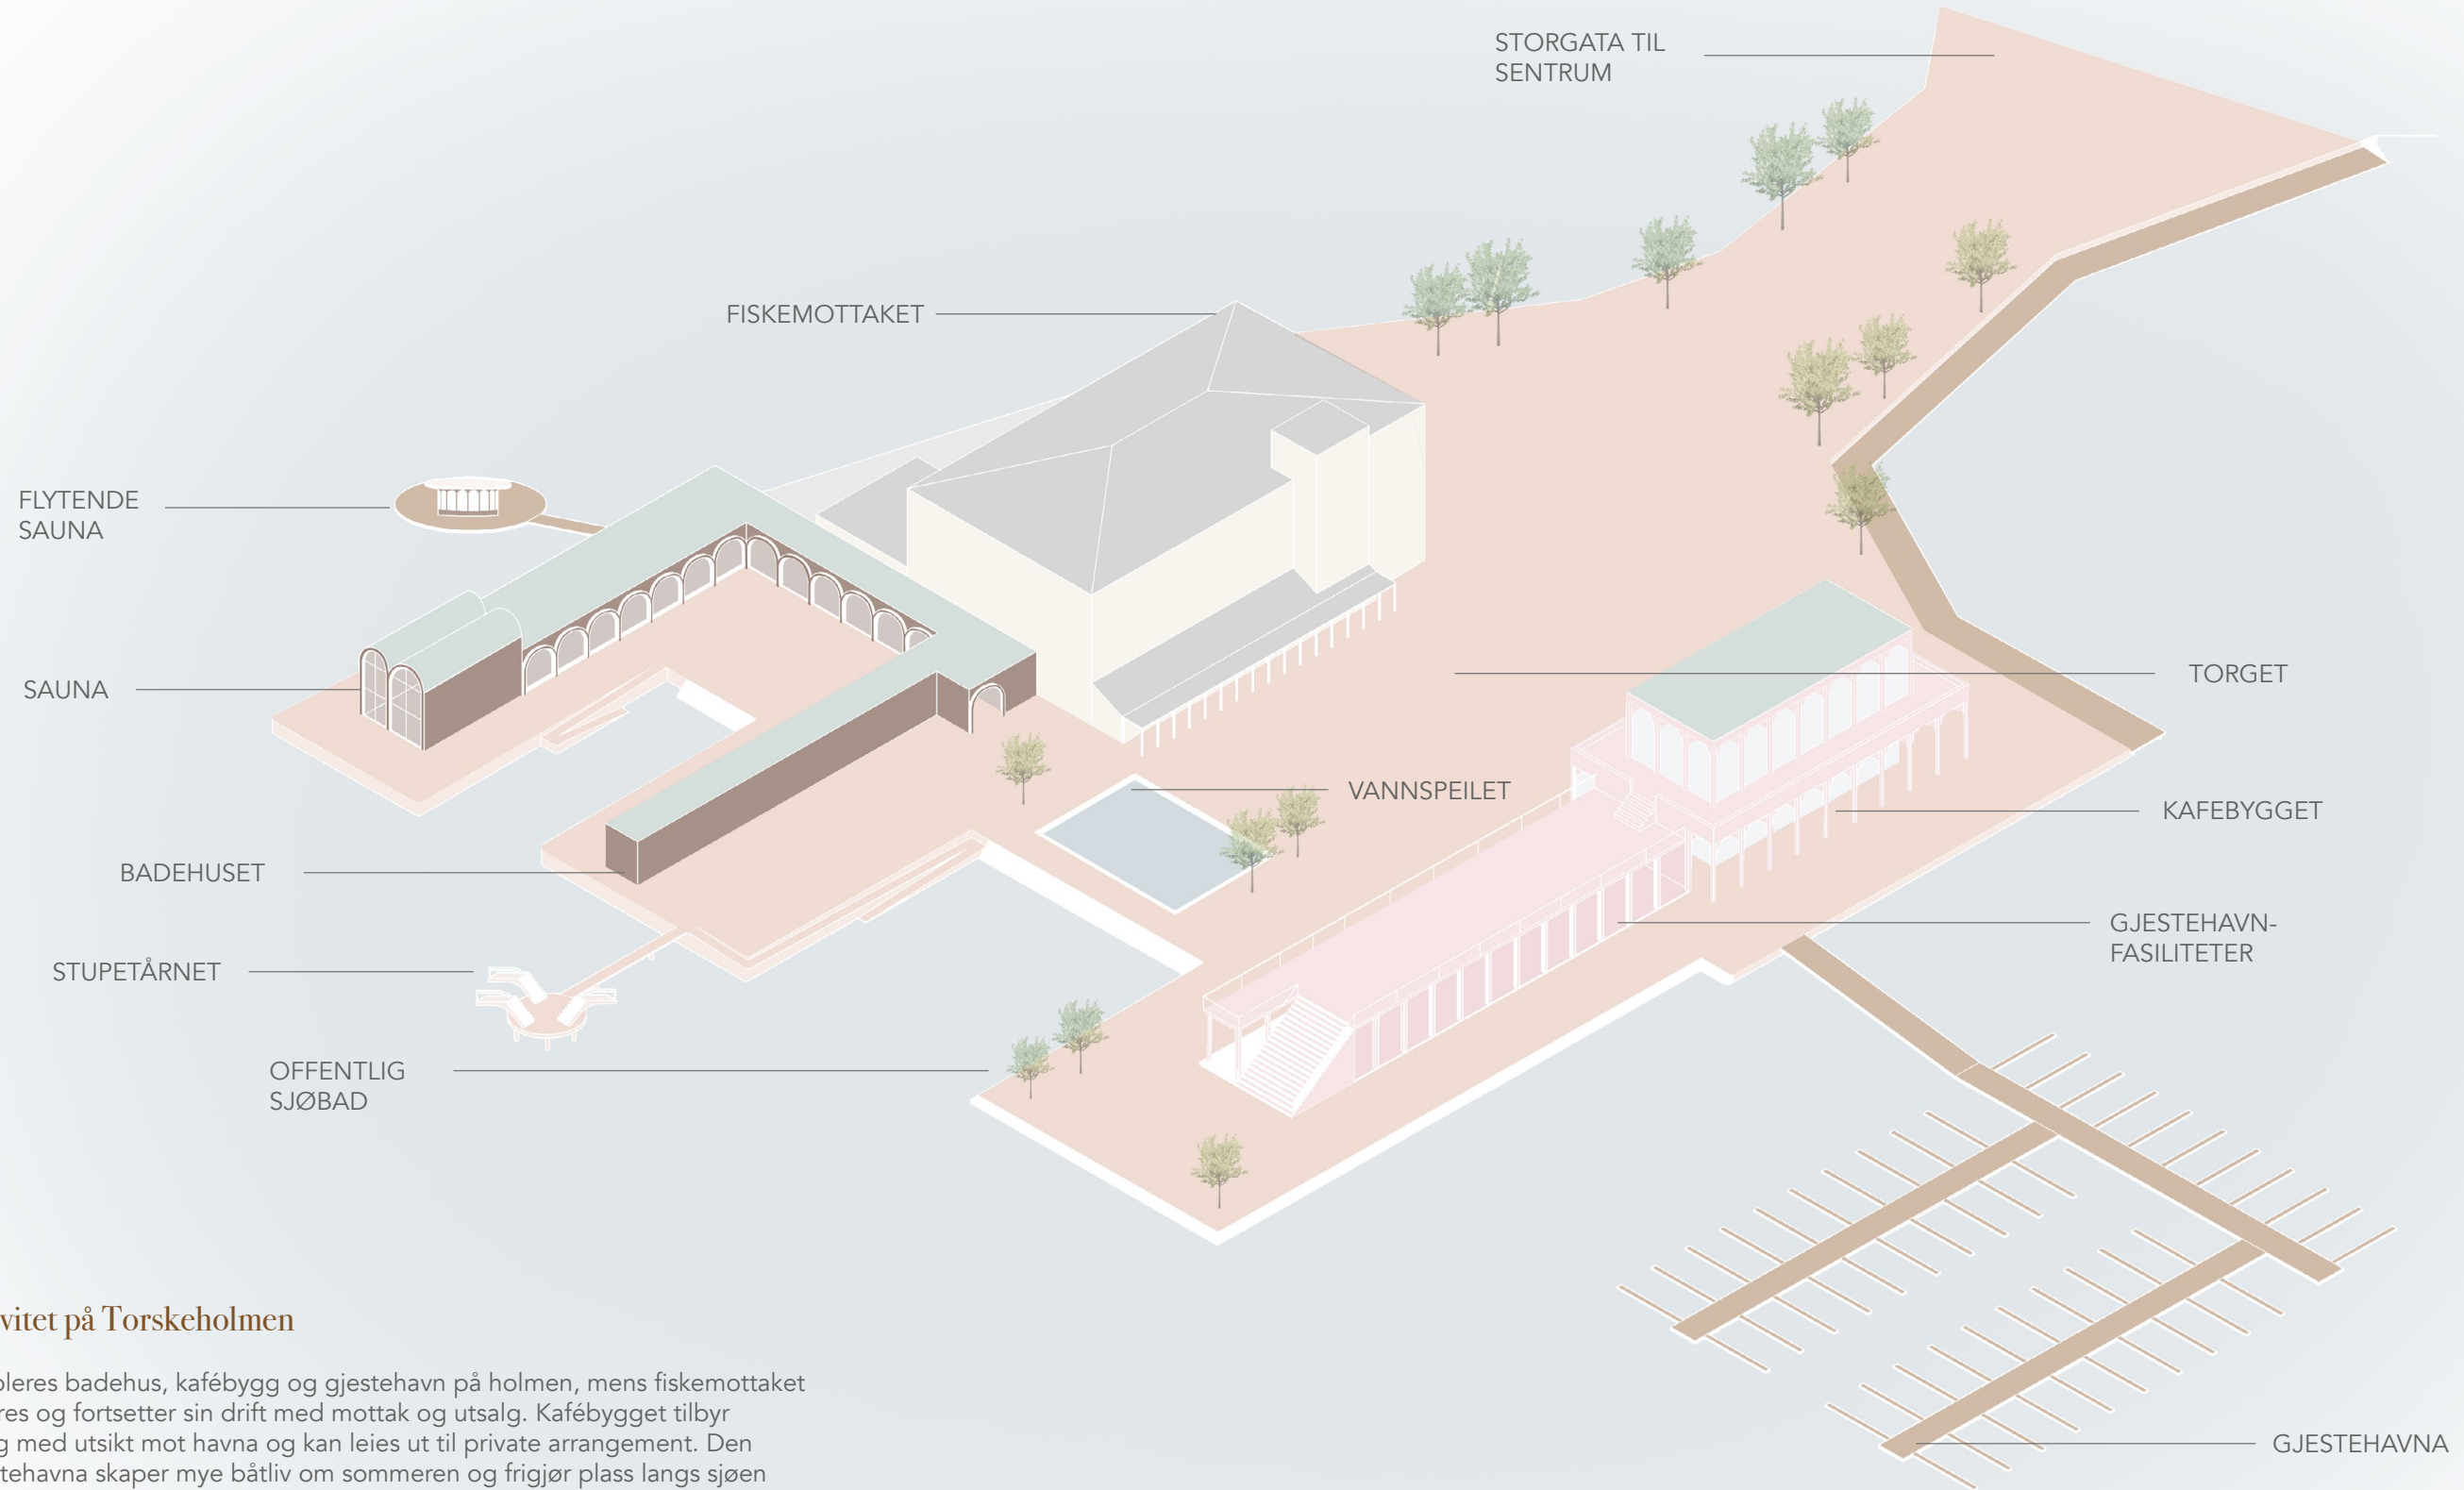 STORGATA TIL
SENTRUM
FISKEMOTTAKET
FLYTENDE
SAUNA
SAUNA
TORGET
VANNSPEILET
KAFEBYGGET
BADEHUSET
GJESTEHAVN-
FASILITETER
STUPETÅRNET
OFFENTLIG
SJØBAD
GJESTEHAVNA
vitet på Torskeholmen
leres badehus, kafébygg og gjestehavn på holmen, mens fiskemottaket
res og fortsetter sin drift med mottak og utsalg. Kafébygget tilbyr
g med utsikt mot havna og kan leies ut til private arrangement. Den
stehavna skaper mye båtliv om sommeren og frigjør plass langs sjøen